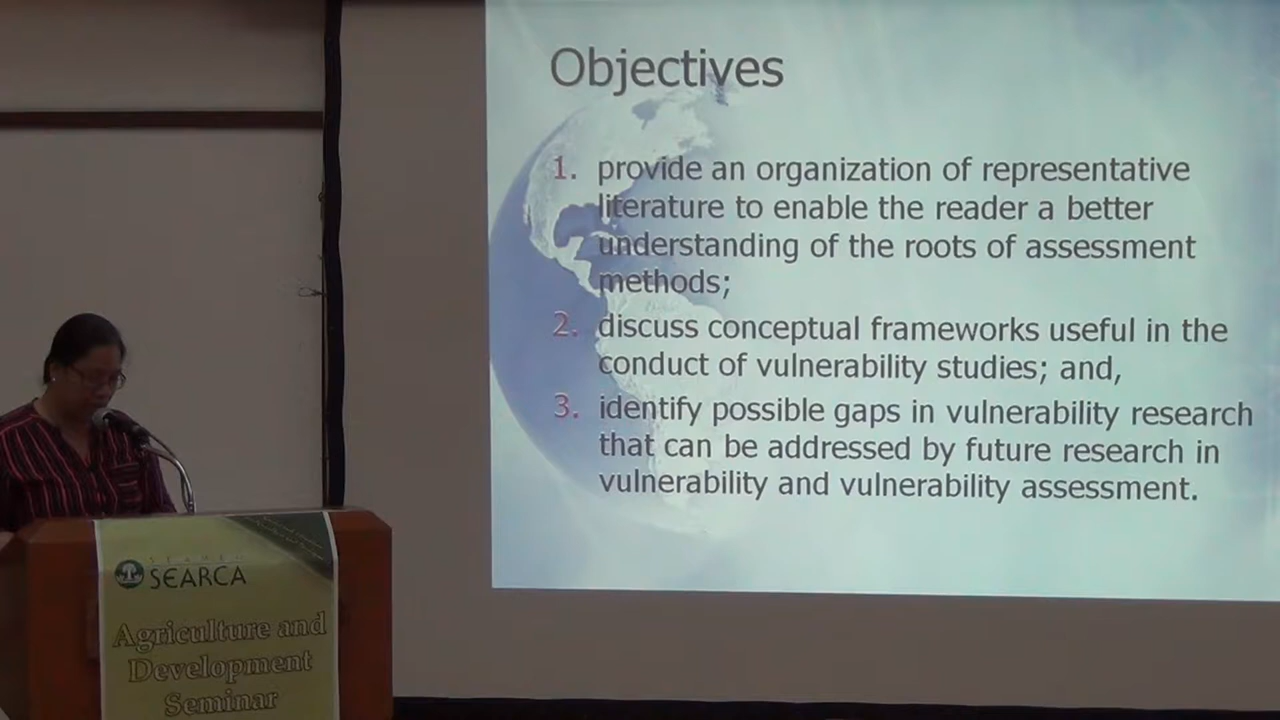 Objectives
1. provide an organization of representative
literature to enable the reader a better
understanding of the roots of assessment
methods;
2. discuss conceptual frameworks useful in the
conduct of vulnerability studies; and,
3. identify possible gaps in vulnerability research
that can be addressed by future research in
vulnerability and vulnerability assessment.
SEAMEO
SEARCA
Agriculture and
Development
Seminar